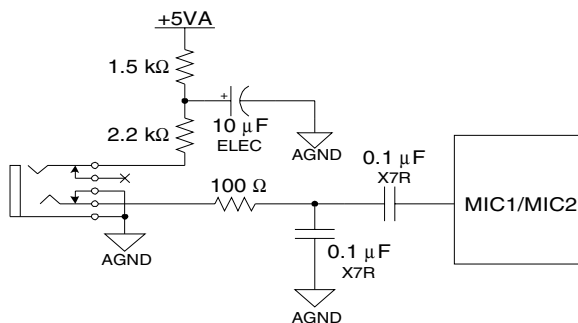 +5VA
1.5 kΩ
2.2 kΩ
+
10 μF
ELEC
AGND
0.1 μF
X7R
100 Ω
MIC1/MIC2
AGND
0.1 μF
X7R
AGND